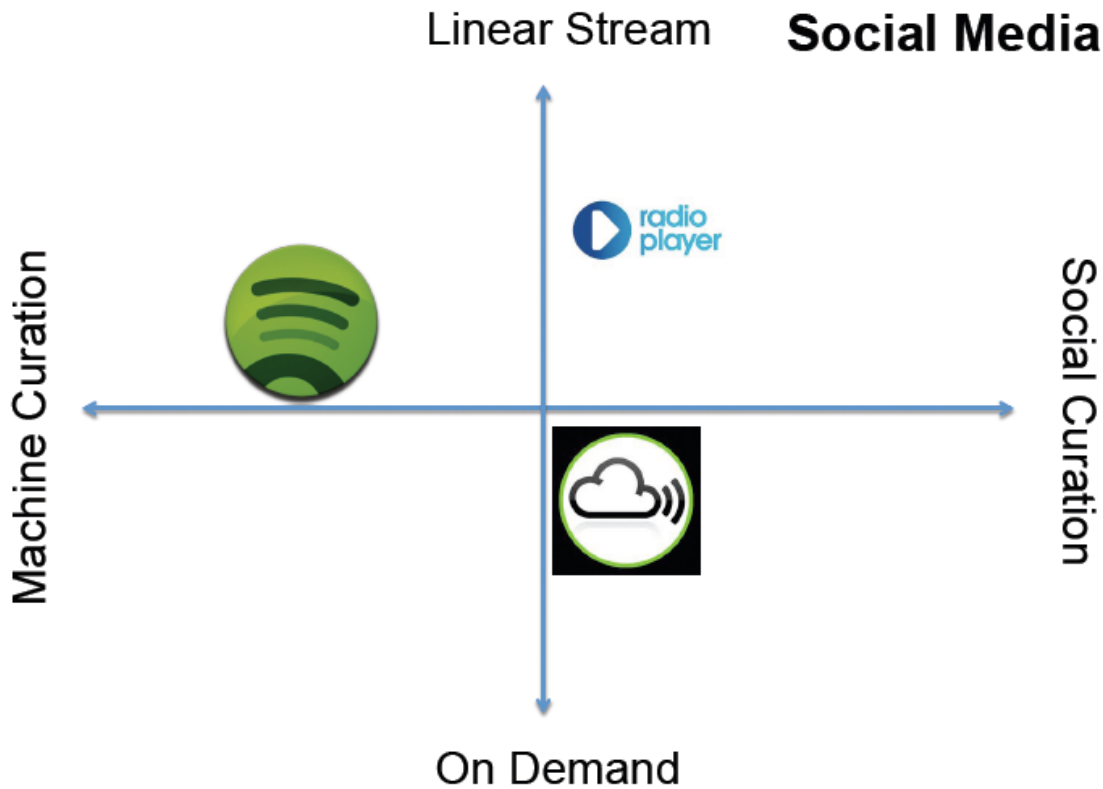 Linear Stream
Social Media
radio
player
Machine Curation
Social Curation
On Demand